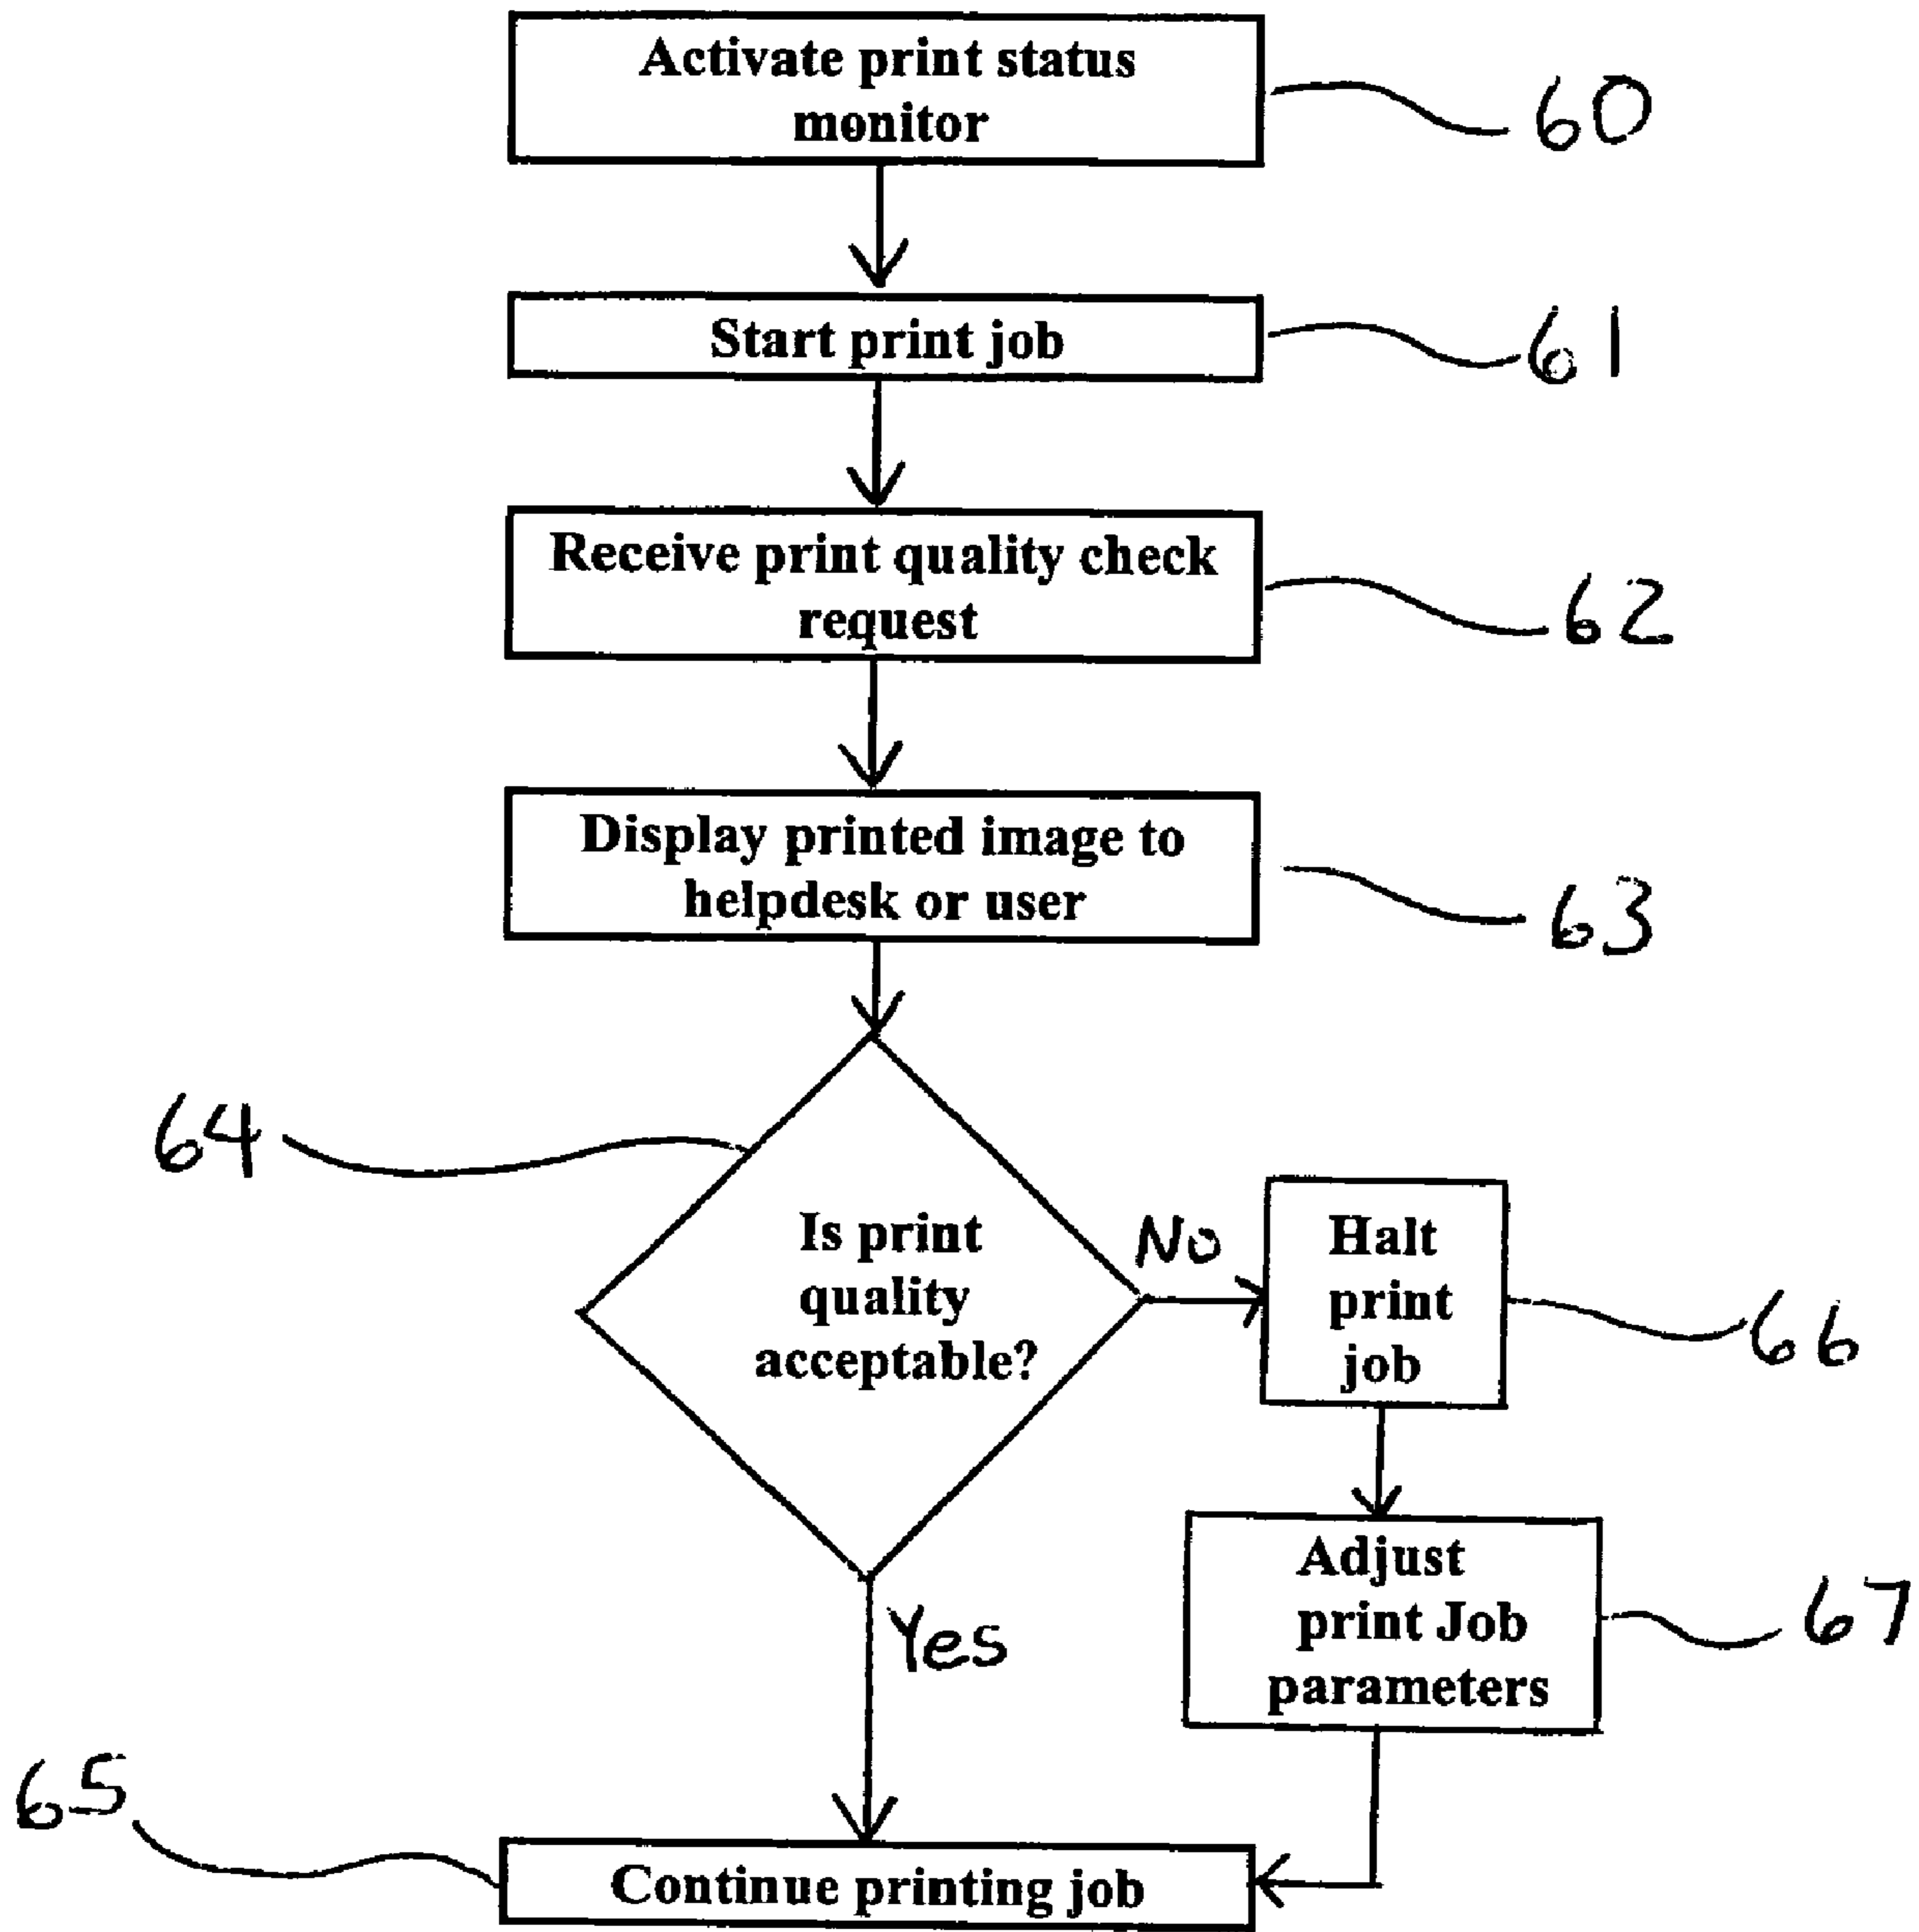 Activate print status
monitor
60
Start print job
61
Receive print quality check
request
62
Display printed image to
helpdesk or user
63
64
Is print
quality
acceptable?
No
Halt
print
job
66
Yes
Adjust
print Job
parameters
67
65
Continue printing job